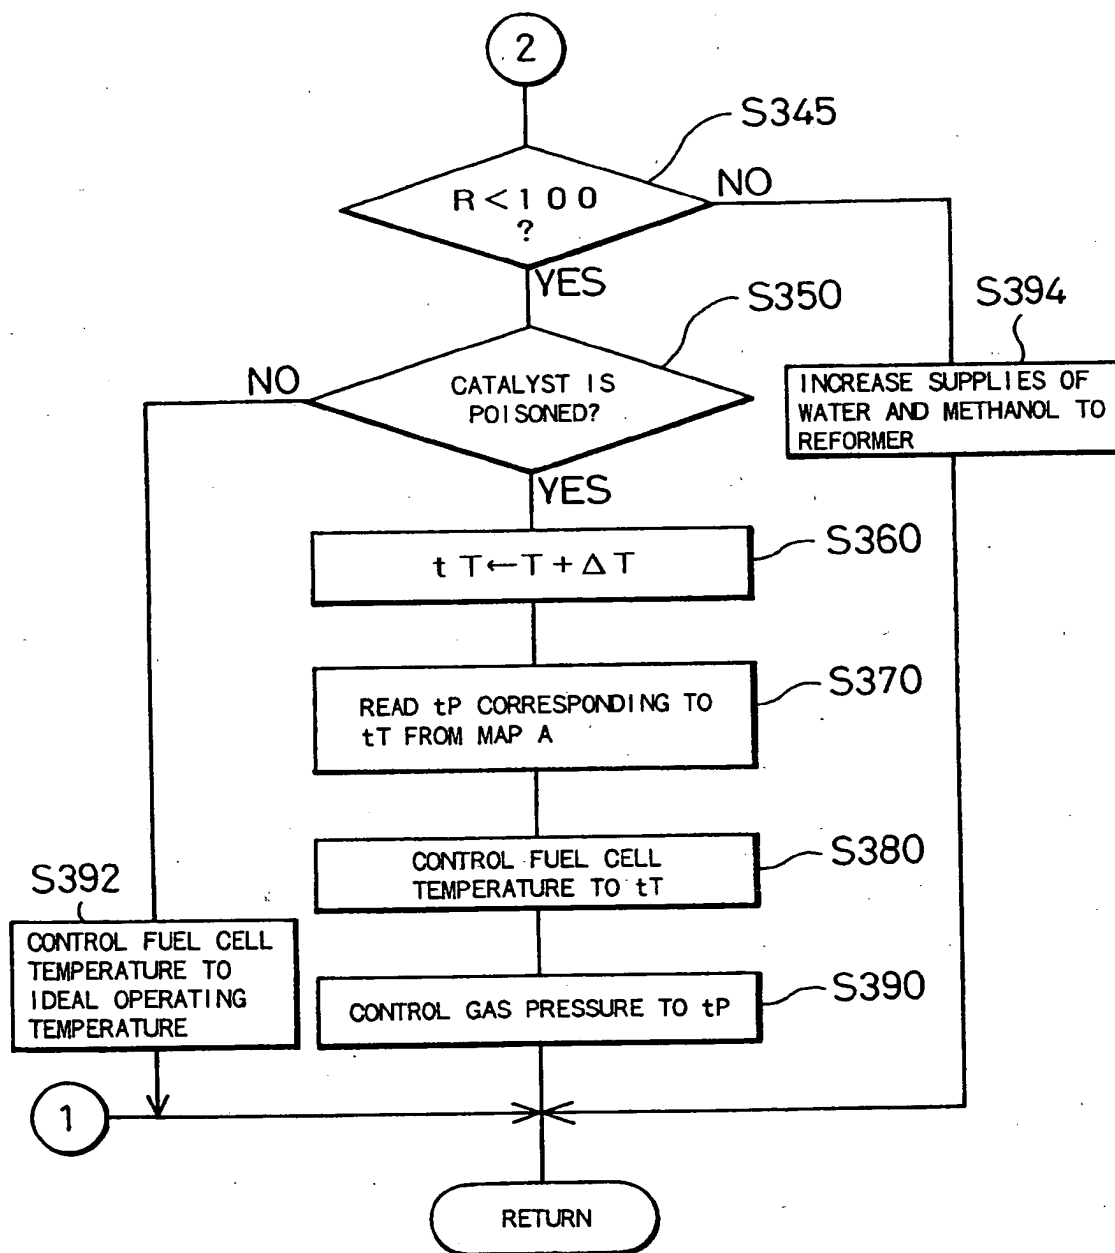 2
S345
R<100
?
NO
YES
S350
S394
NO
CATALYST IS
POISONED?
INCREASE SUPPLIES OF
WATER AND METHANOL TO
REFORMER
YES
S360
tT←T+ΔT
S370
READ tP CORRESPONDING TO
tT FROM MAP A
S380
CONTROL FUEL CELL
TEMPERATURE TO tT
S392
CONTROL FUEL CELL
TEMPERATURE TO
IDEAL OPERATING
TEMPERATURE
S390
CONTROL GAS PRESSURE TO tP
1
RETURN